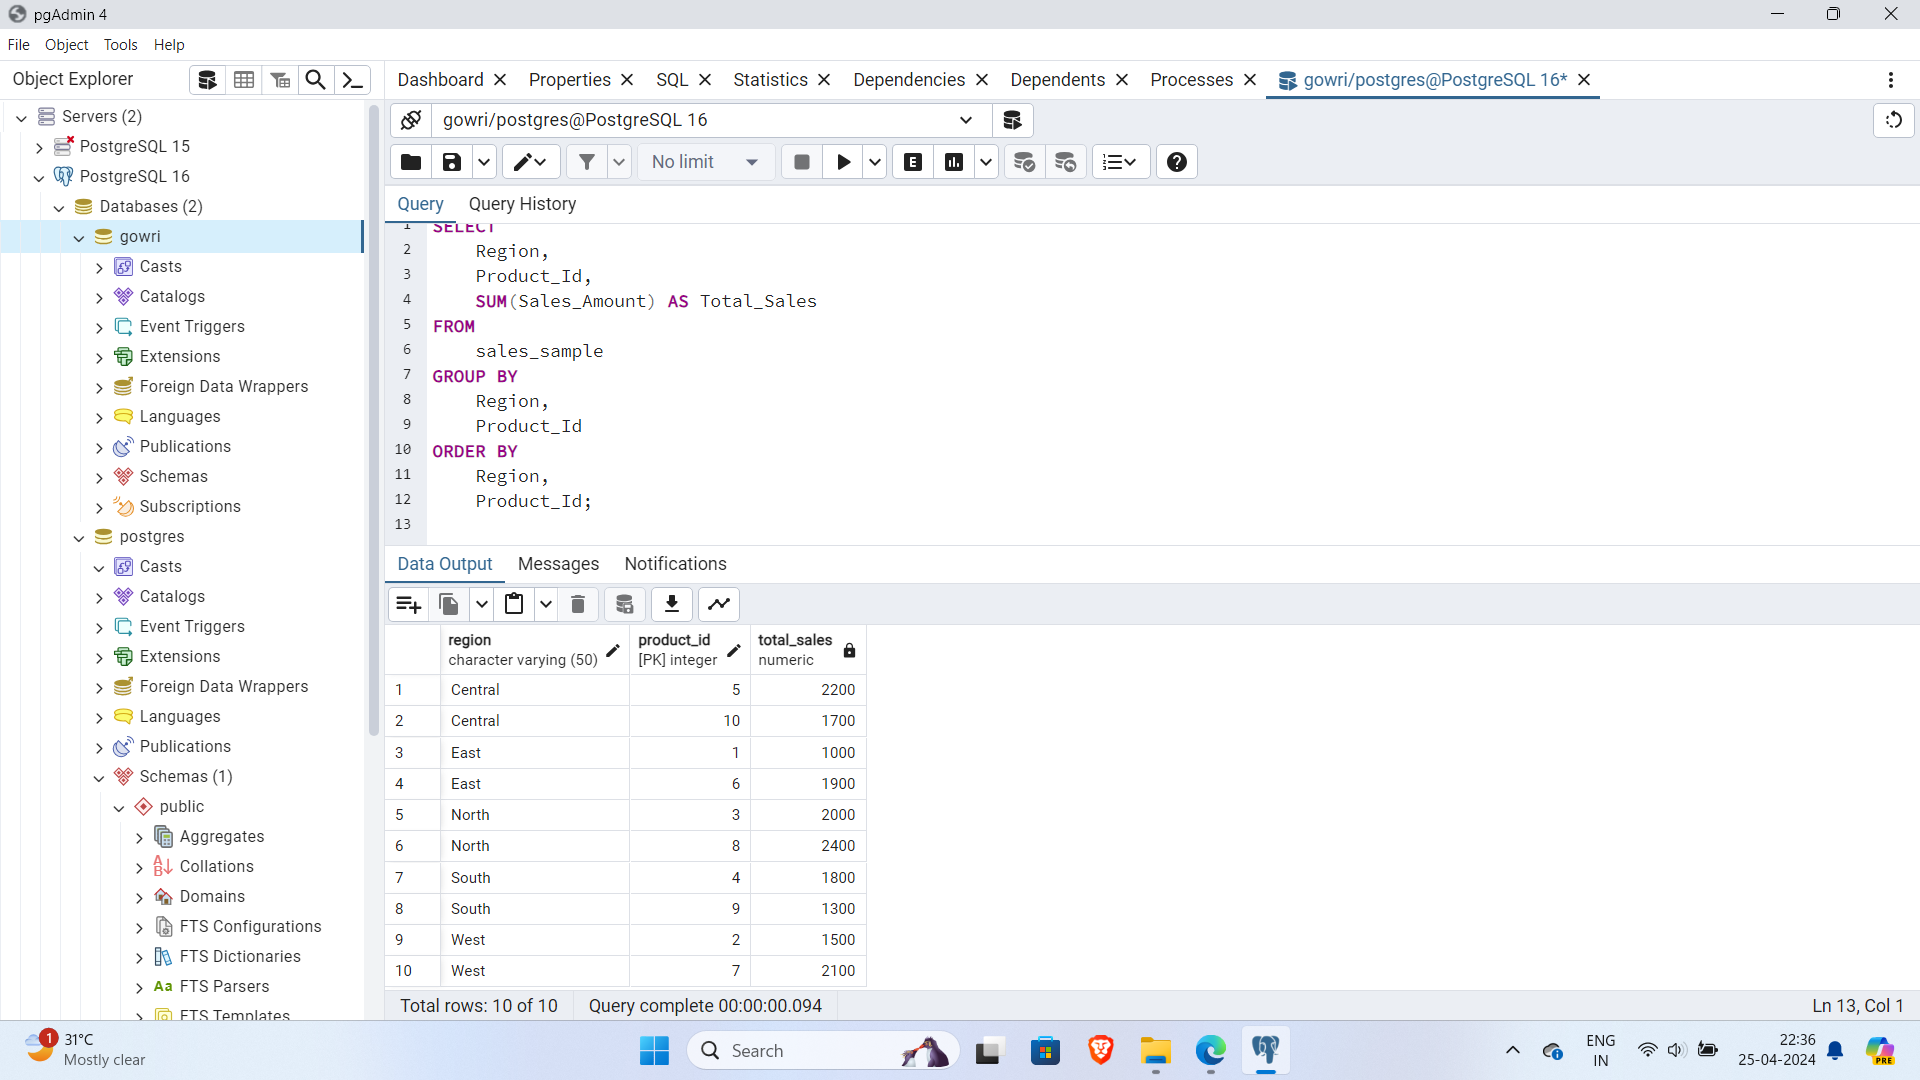 pgAdmin 4
File Object Tools Help
Object Explorer
Dashboard Properties SQL Statistics Dependencies Dependents Processes gowri/postgres@PostgreSQL 16*
Servers (2)
PostgreSQL 15
PostgreSQL 16
Databases (2)
gowri
Casts
Catalogs
Event Triggers
Extensions
Foreign Data Wrappers
Languages
Publications
Schemas
Subscriptions
postgres
Casts
Catalogs
Event Triggers
Extensions
Foreign Data Wrappers
Languages
Publications
Schemas (1)
public
Aggregates
Collations
Domains
FTS Configurations
FTS Dictionaries
Aa FTS Parsers
FTS Templates
gowri/postgres@PostgreSQL 16
No limit
E
Query Query History
1 SELECT
2 Region,
3 Product_Id,
4 SUM(Sales_Amount) AS Total_Sales
5 FROM
6 sales_sample
7 GROUP BY
8 Region,
9 Product_Id
10 ORDER BY
11 Region,
12 Product_Id;
13
Data Output Messages Notifications
region product_id total_sales
character varying (50) [PK] integer numeric
1 Central 5 2200
2 Central 10 1700
3 East 1 1000
4 East 6 1900
5 North 3 2000
6 North 8 2400
7 South 4 1800
8 South 9 1300
9 West 2 1500
10 West 7 2100
Total rows: 10 of 10 Query complete 00:00:00.094 Ln 13, Col 1
1 31°C
Mostly clear
Search
ENG
IN
22:36
25-04-2024
PRE